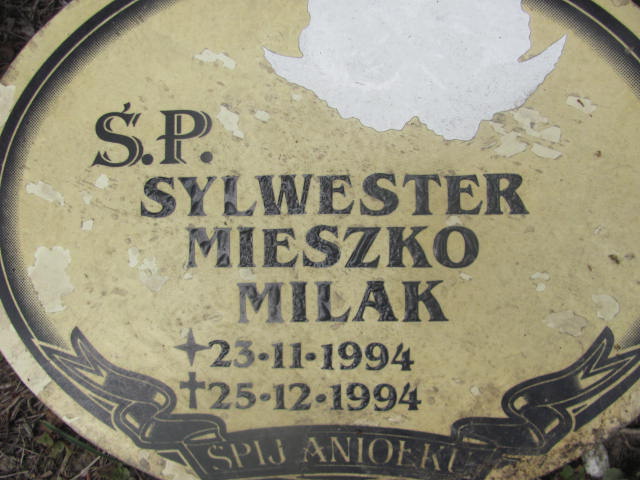 Ś.P.
SYLWESTER
MIESZKO
MILAK
23·11·1994
✝25·12·1994
ŚPIJ ANIOŁKU